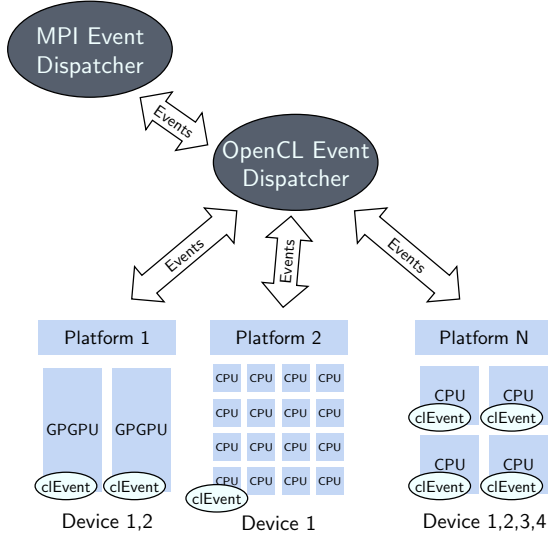 MPI Event
Dispatcher
Events
OpenCL Event
Dispatcher
Events
Events
Events
Platform 1
Platform 2
Platform N
GPGPU GPGPU
clEvent clEvent
Device 1,2
CPU CPU CPU CPU
CPU CPU CPU CPU
CPU CPU CPU CPU
CPU CPU CPU CPU
clEvent
Device 1
CPU CPU
clEvent clEvent
CPU CPU
clEvent clEvent
Device 1,2,3,4